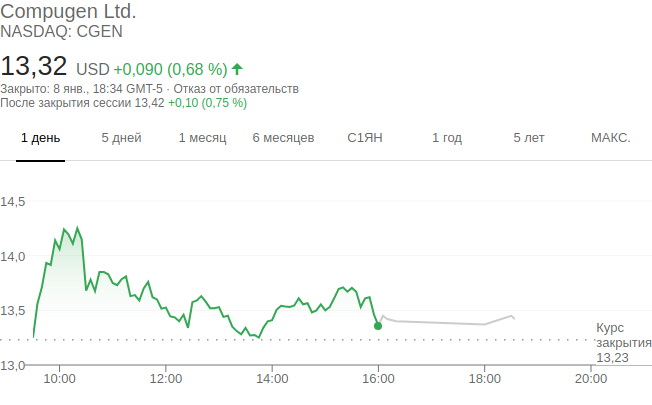 Compugen Ltd.
NASDAQ: CGEN
13,32 USD +0,090 (0,68 %)
Закрыто: 8 янв., 18:34 GMT-5 · Отказ от обязательств
После закрытия сессии 13,42 +0,10 (0,75 %)
1 день 5 дней 1 месяц 6 месяцев С1ЯН 1 год 5 лет МАКС.
14,5
14,0
13,5
13,0
Курс
закрытия
13,23
10:00 12:00 14:00 16:00 18:00 20:00